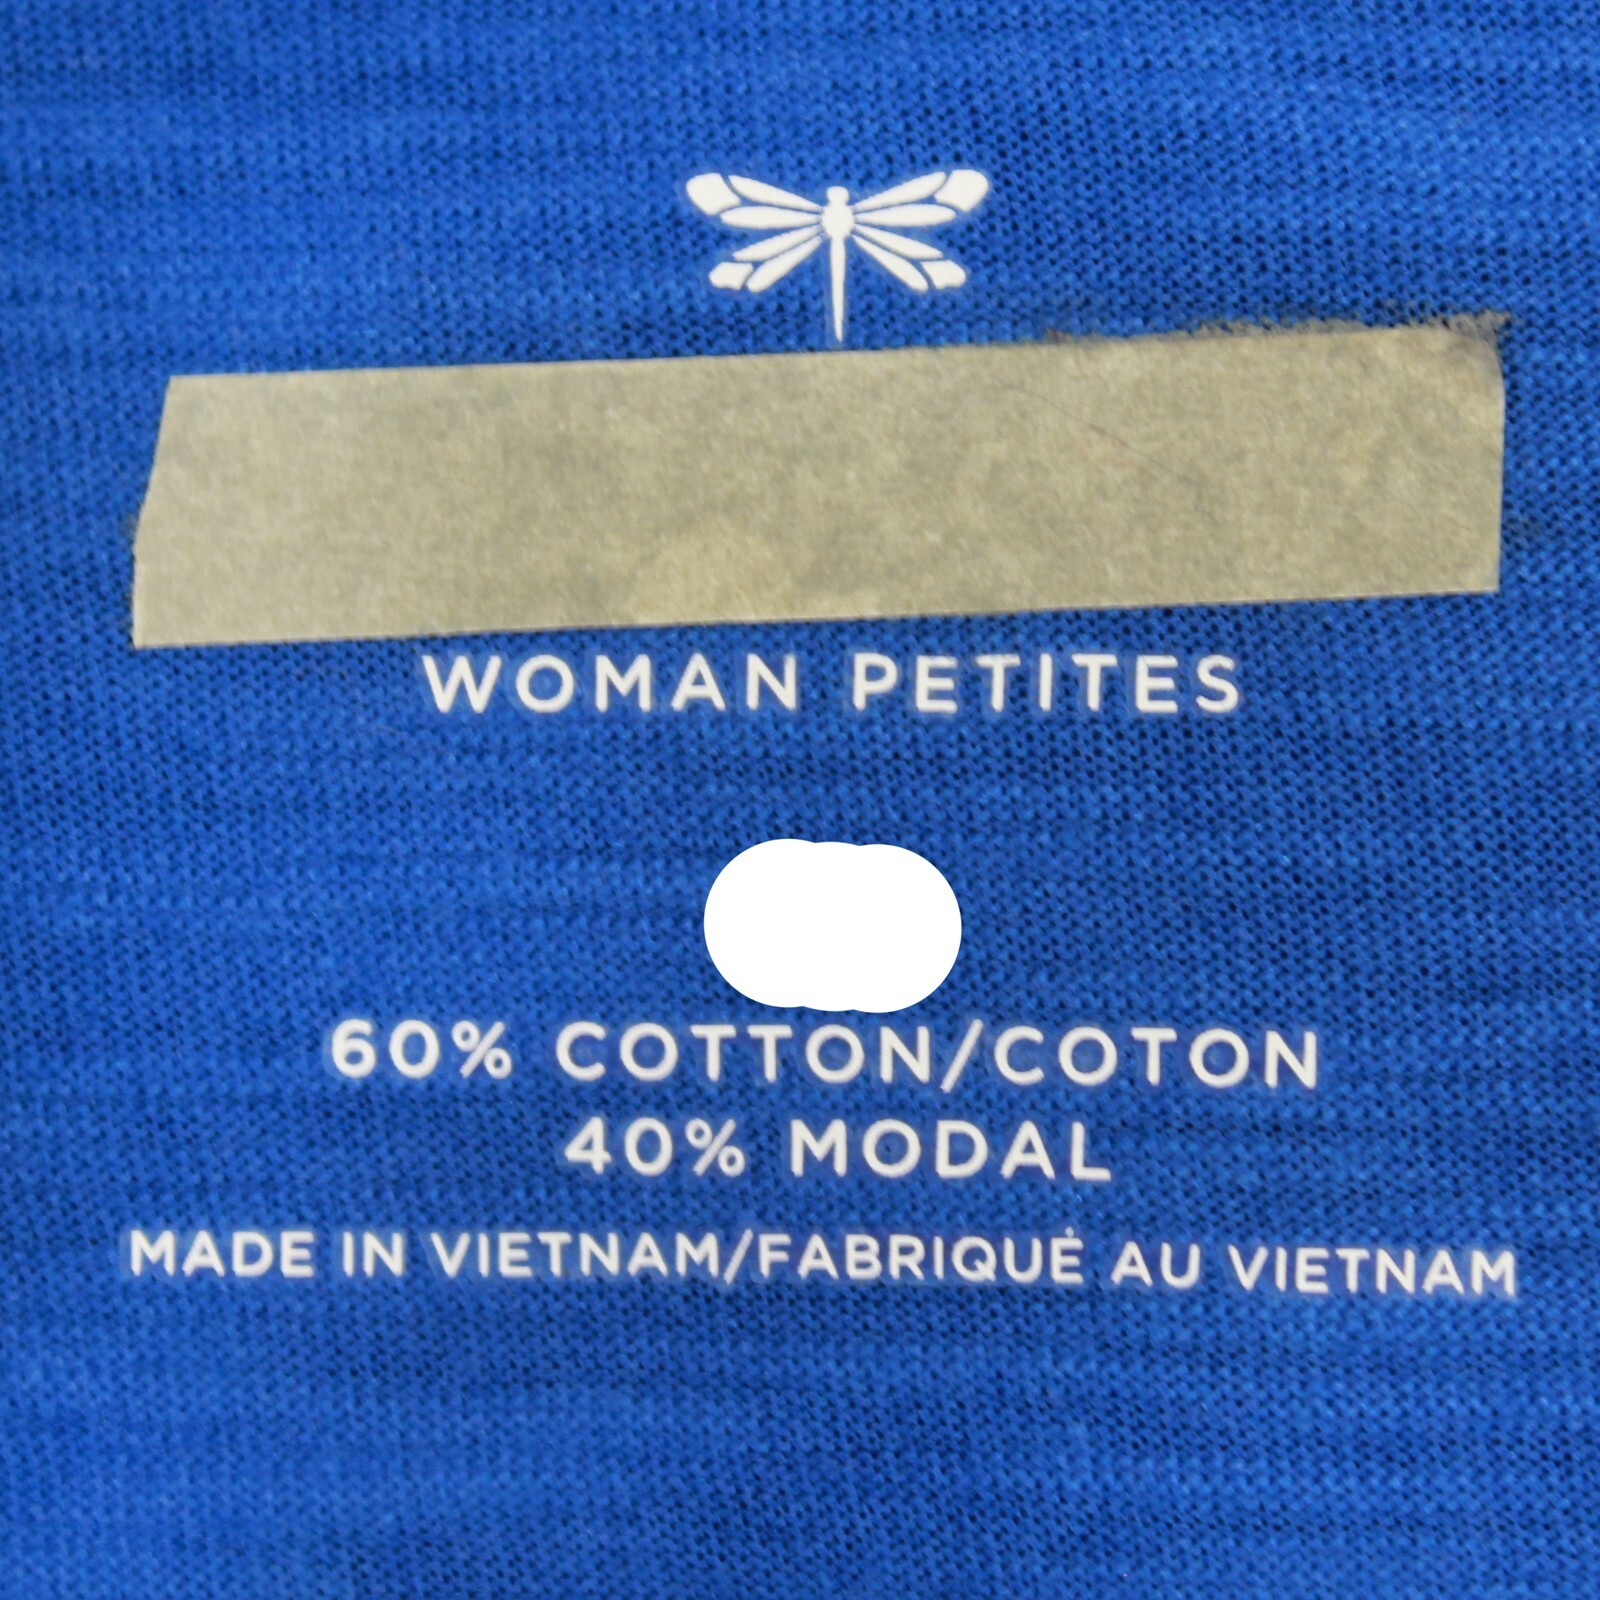 WOMAN PETITES
60% COTTON/COTON
40% MODAL
MADE IN VIETNAM/FABRIQUÉ AU VIETNAM